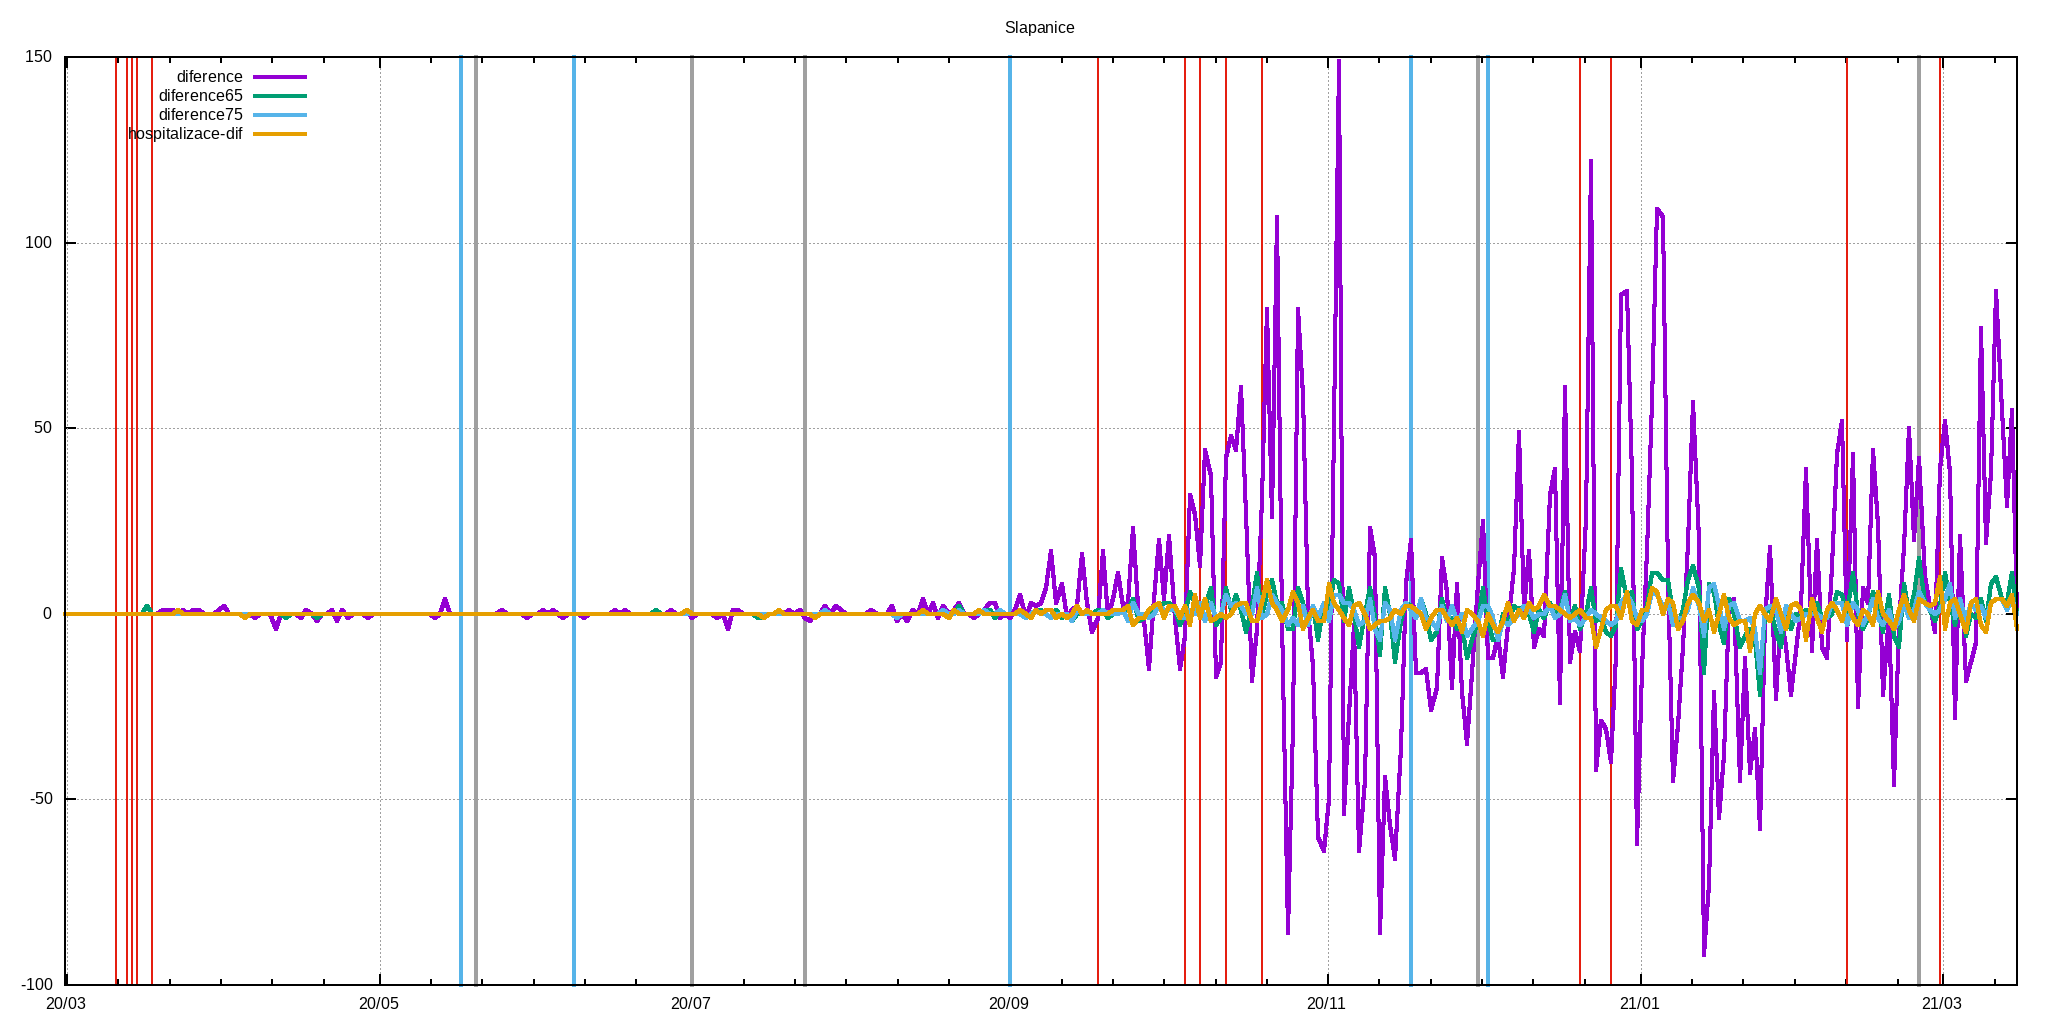 Slapanice
150
diference
diference65
diference75
hospitalizace-dif
100
50
0
-50
-100
20/03 20/05 20/07 20/09 20/11 21/01 21/03